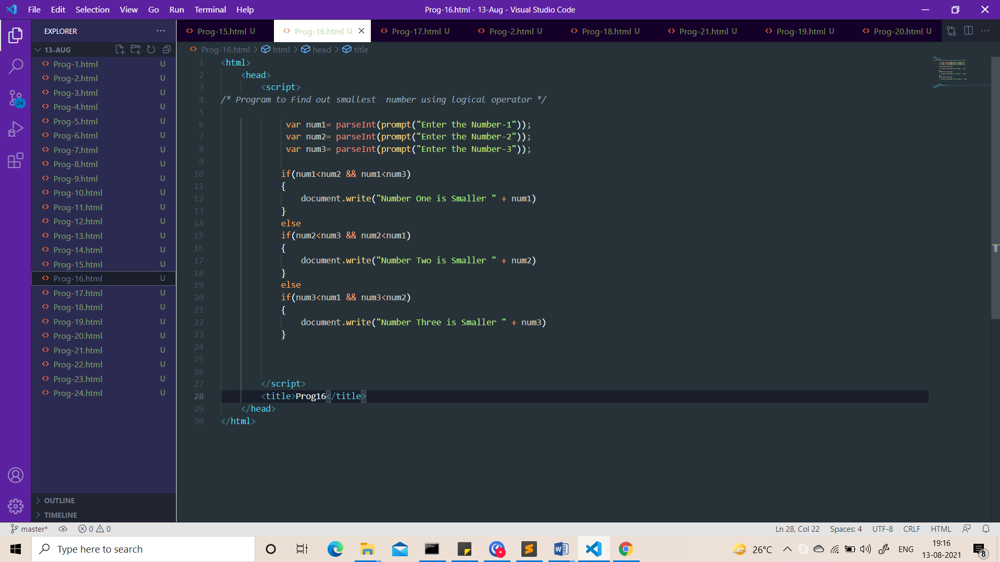 File Edit Selection View Go Run Terminal Help
Prog-16.html - 13-Aug - Visual Studio Code
EXPLORER
13-AUG
Prog-1.html U
Prog-2.html U
Prog-3.html U
Prog-4.html U
Prog-5.html U
Prog-6.html U
Prog-7.html U
Prog-8.html U
Prog-9.html U
Prog-10.html U
Prog-11.html U
Prog-12.html U
Prog-13.html U
Prog-14.html U
Prog-15.html U
Prog-16.html U
Prog-17.html U
Prog-18.html U
Prog-19.html U
Prog-20.html U
Prog-21.html U
Prog-22.html U
Prog-23.html U
Prog-24.html U
OUTLINE
TIMELINE
24
Prog-15.html U Prog-16.html U Prog-17.html U Prog-2.html U Prog-18.html U Prog-21.html U Prog-19.html U Prog-20.html U
Prog-16.html > html > head > title
1 <html>
2 <head>
3 <script>
4 /* Program to Find out smallest  number using logical operator */
5
6 var num1= parseInt(prompt("Enter the Number-1"));
7 var num2= parseInt(prompt("Enter the Number-2"));
8 var num3= parseInt(prompt("Enter the Number-3"));
9
10 if(num1<num2 && num1<num3)
11 {
12 document.write("Number One is Smaller " + num1)
13 }
14 else
15 if(num2<num3 && num2<num1)
16 {
17 document.write("Number Two is Smaller " + num2)
18 }
19 else
20 if(num3<num1 && num3<num2)
21 {
22 document.write("Number Three is Smaller " + num3)
23 }
24
25
26
27 </script>
28 <title>Prog16</title>
29 </head>
30 </html>
master* 0 0
Ln 28, Col 22 Spaces: 4 UTF-8 CRLF HTML
Type here to search
26°C ENG
19:16
13-08-2021
8